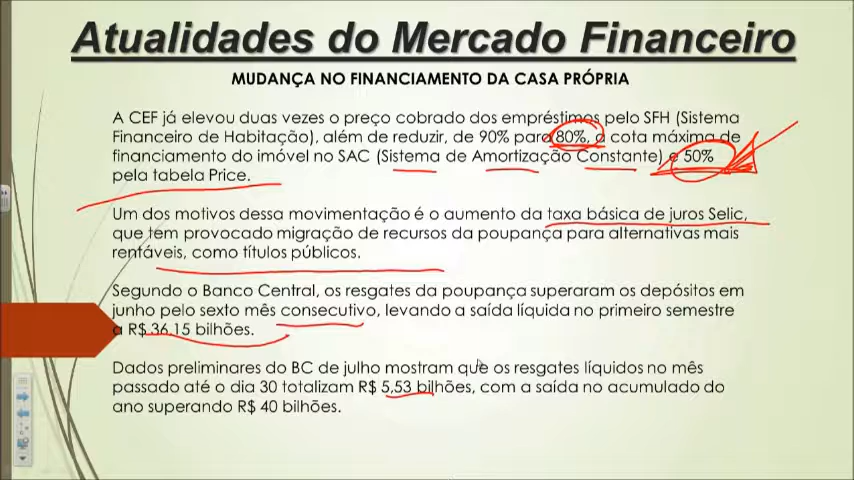 Atualidades do Mercado Financeiro
MUDANÇA NO FINANCIAMENTO DA CASA PRÓPRIA
A CEF já elevou duas vezes o preço cobrado dos empréstimos pelo SFH (Sistema
Financeiro de Habitação), além de reduzir, de 90% para 80%, a cota máxima de
financiamento do imóvel no SAC (Sistema de Amortização Constante) e 50%
pela tabela Price.
Um dos motivos dessa movimentação é o aumento da taxa básica de juros Selic,
que tem provocado migração de recursos da poupança para alternativas mais
rentáveis, como títulos públicos.
Segundo o Banco Central, os resgates da poupança superaram os depósitos em
junho pelo sexto mês consecutivo, levando a saída líquida no primeiro semestre
a R$ 36,15 bilhões.
Dados preliminares do BC de julho mostram que os resgates líquidos no mês
passado até o dia 30 totalizam R$ 5,53 bilhões, com a saída no acumulado do
ano superando R$ 40 bilhões.